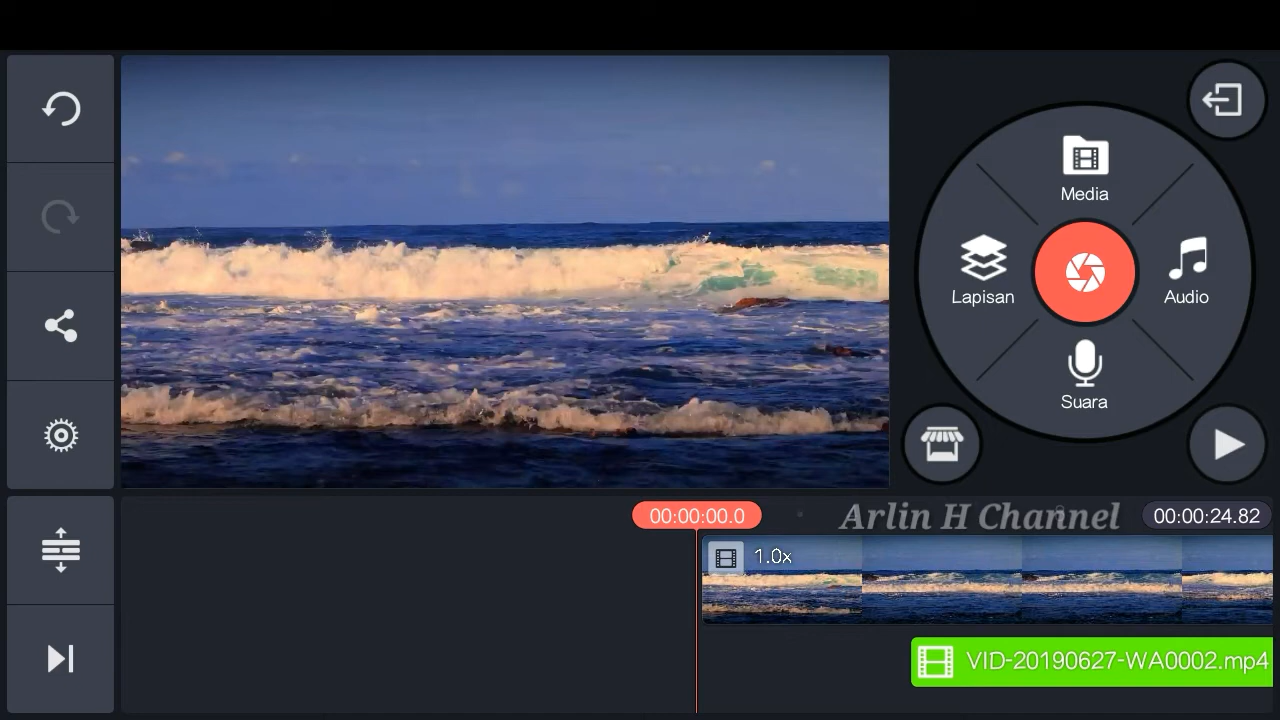 Media
Lapisan
Audio
Suara
00:00:00.0
Arlin H Channel
00:00:24.82
1.0x
VID-20190627-WA0002.mp4